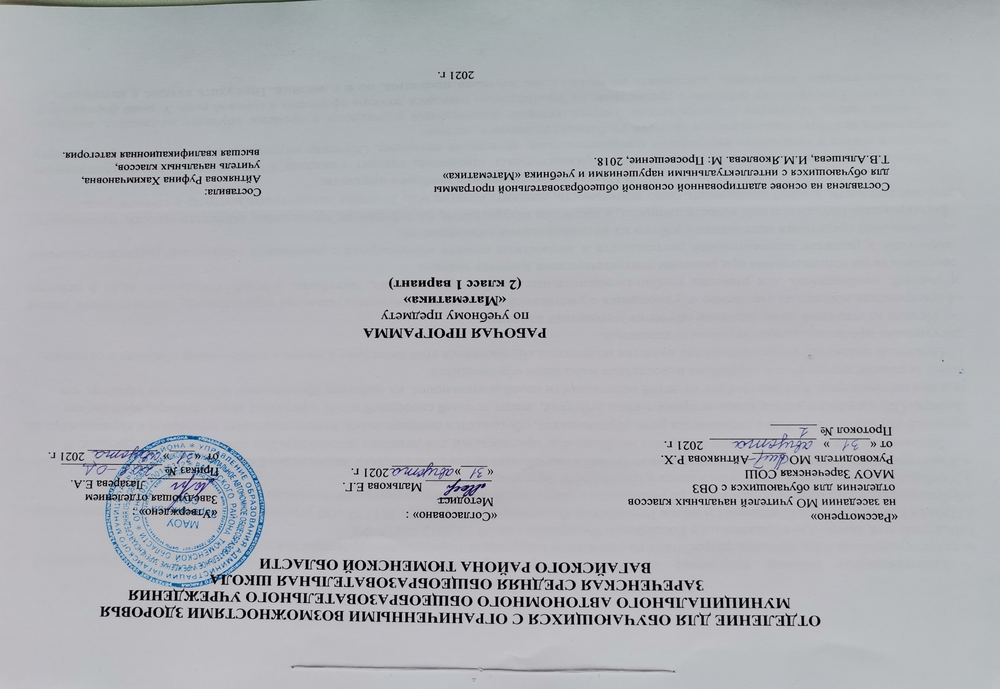 ОТДЕЛЕНИЕ ДЛЯ ОБУЧАЮЩИХСЯ С ОГРАНИЧЕННЫМИ ВОЗМОЖНОСТЯМИ ЗДОРОВЬЯ
МУНИЦИПАЛЬНОГО АВТОНОМНОГО ОБЩЕОБРАЗОВАТЕЛЬНОГО УЧРЕЖДЕНИЯ
ЗАРЕЧЕНСКАЯ СРЕДНЯЯ ОБЩЕОБРАЗОВАТЕЛЬНАЯ ШКОЛА
ВАГАЙСКОГО РАЙОНА ТЮМЕНСКОЙ ОБЛАСТИ
«Рассмотрено»
на заседании МО учителей начальных классов
отделения для обучающихся с ОВЗ
МАОУ Зареченская СОШ
Руководитель МО Айтнякова Р.Х.
от « 31 » августа 2021 г.
Протокол № 1
«Согласовано» :
Методист
Малькова Е.Г.
« 31 » августа 2021 г.
«Утверждено» :
Заведующая отделением
Лазарева Е.А.
Приказ № -ОД
от « 31 » августа 2021 г.
МАОУ
Зареченская
СОШ
РАБОЧАЯ ПРОГРАММА
по учебному предмету
«Математика»
(2 класс 1 вариант)
Составлена на основе адаптированной основной общеобразовательной программы
для обучающихся с интеллектуальными нарушениями и учебника «Математика»
Т.В.Алышева, И.М.Яковлева. М: Просвещение, 2018.
Составила:
Айтнякова Руфина Хакимчановна,
учитель начальных классов,
высшая квалификационная категория.
2021 г.